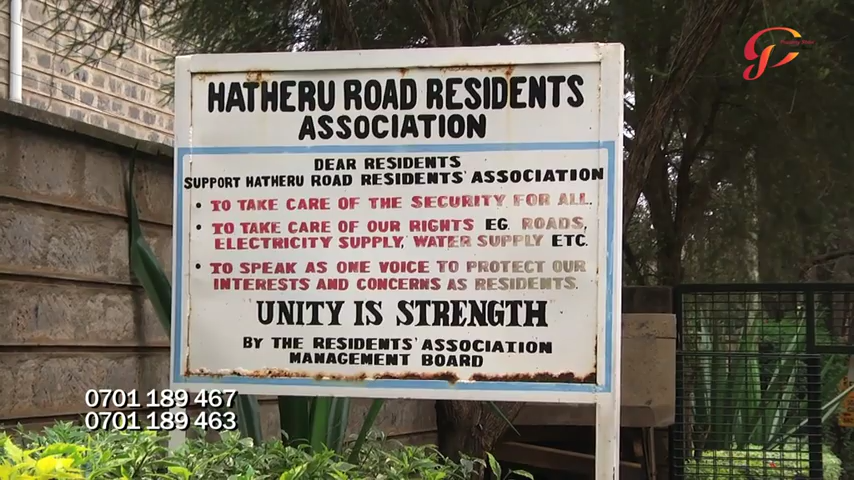 HATHERU ROAD RESIDENTS
ASSOCIATION
DEAR RESIDENTS
SUPPORT HATHERU ROAD RESIDENTS' ASSOCIATION
• TO TAKE CARE OF THE SECURITY FOR ALL.
• TO TAKE CARE OF OUR RIGHTS EG. ROADS,
ELECTRICITY SUPPLY, WATER SUPPLY ETC.
• TO SPEAK AS ONE VOICE TO PROTECT OUR
INTERESTS AND CONCERNS AS RESIDENTS.
"UNITY IS STRENGTH"
BY THE RESIDENTS' ASSOCIATION
MANAGEMENT BOARD
0701 189 467
0701 189 463